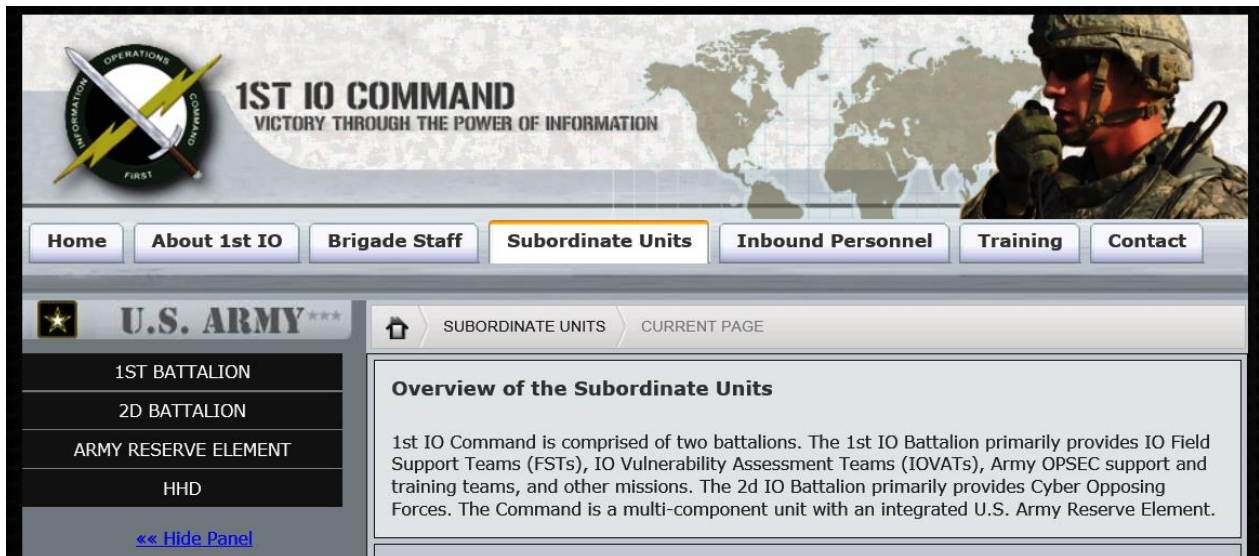 OPERATIONS
INFORMATION
COMMAND
FIRST
1ST IO COMMAND
VICTORY THROUGH THE POWER OF INFORMATION
Home About 1st IO Brigade Staff Subordinate Units Inbound Personnel Training Contact
U.S. ARMY
SUBORDINATE UNITS CURRENT PAGE
1ST BATTALION
2D BATTALION
ARMY RESERVE ELEMENT
HHD
«« Hide Panel
Overview of the Subordinate Units
1st IO Command is comprised of two battalions. The 1st IO Battalion primarily provides IO Field
Support Teams (FSTs), IO Vulnerability Assessment Teams (IOVATs), Army OPSEC support and
training teams, and other missions. The 2d IO Battalion primarily provides Cyber Opposing
Forces. The Command is a multi-component unit with an integrated U.S. Army Reserve Element.